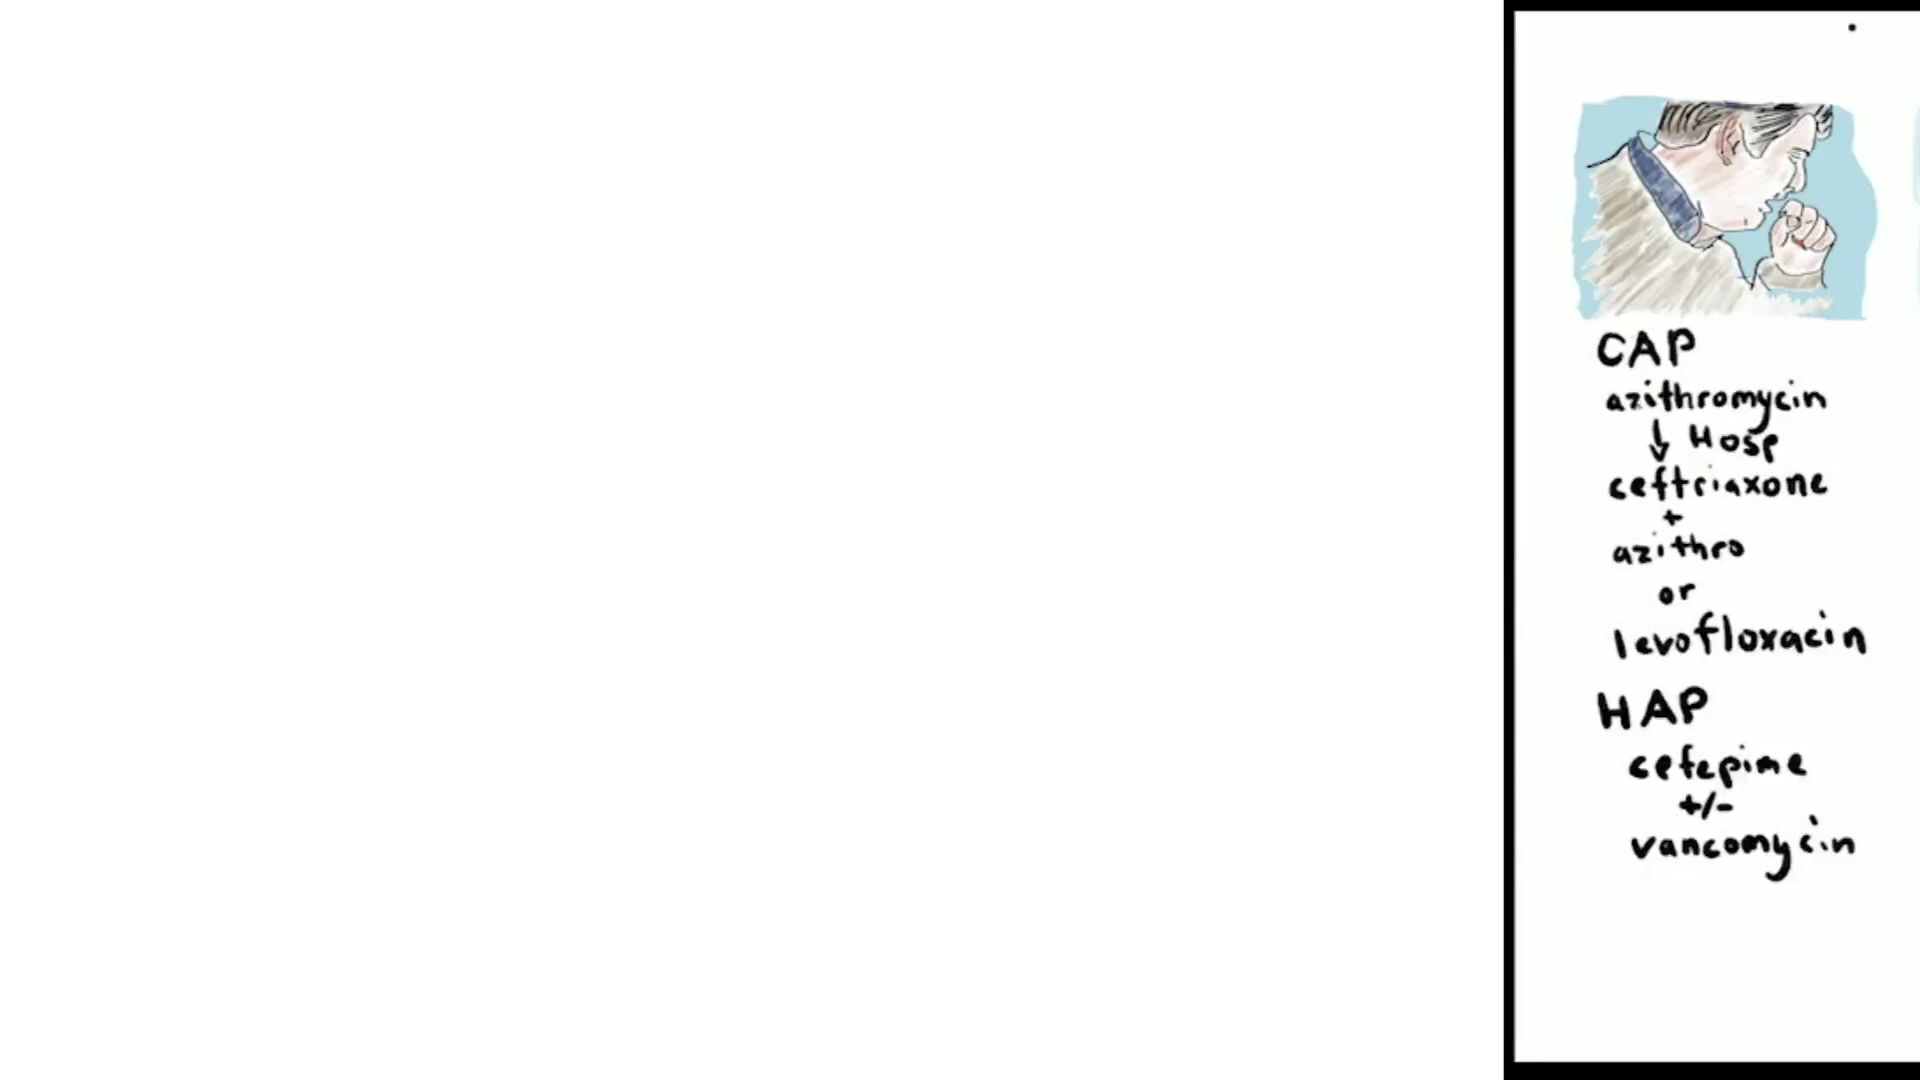 CAP
azithromycin
↓ Hosp
ceftriaxone
+
azithro
or
levofloxacin
HAP
cefepime
+/-
vancomycin